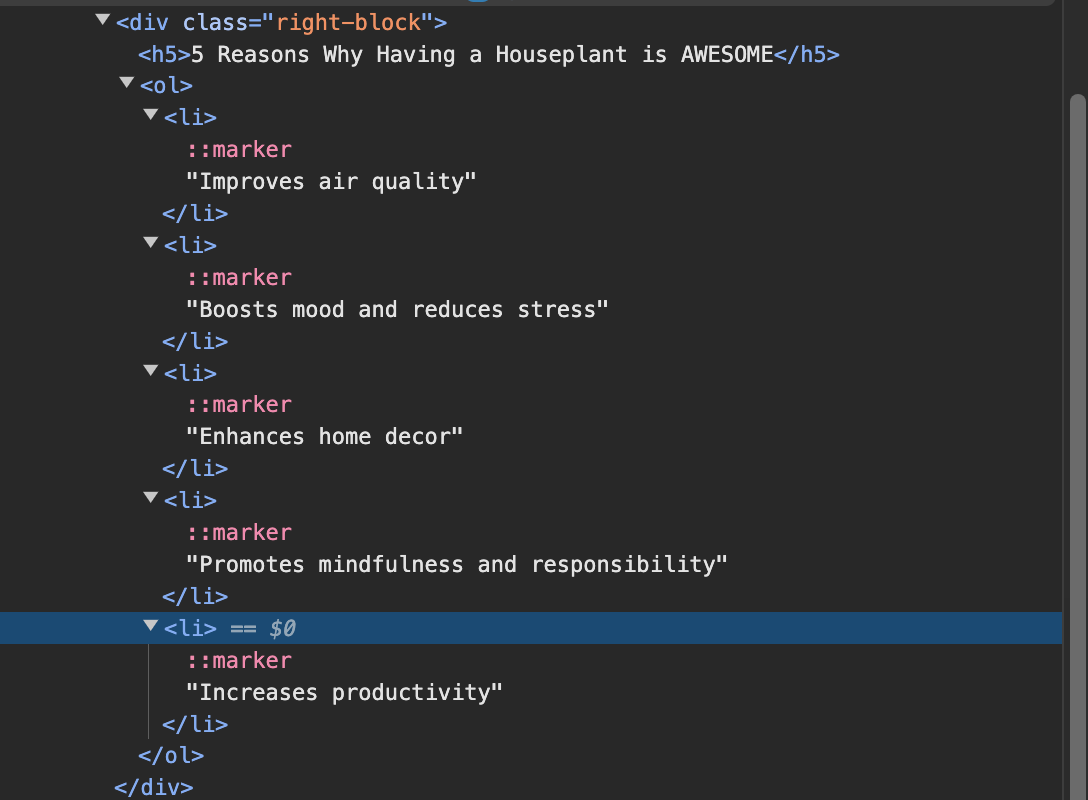 <div class="right-block">
<h5>5 Reasons Why Having a Houseplant is AWESOME</h5>
<ol>
<li>
::marker
"Improves air quality"
</li>
<li>
::marker
"Boosts mood and reduces stress"
</li>
<li>
::marker
"Enhances home decor"
</li>
<li>
::marker
"Promotes mindfulness and responsibility"
</li>
<li> == $0
::marker
"Increases productivity"
</li>
</ol>
</div>